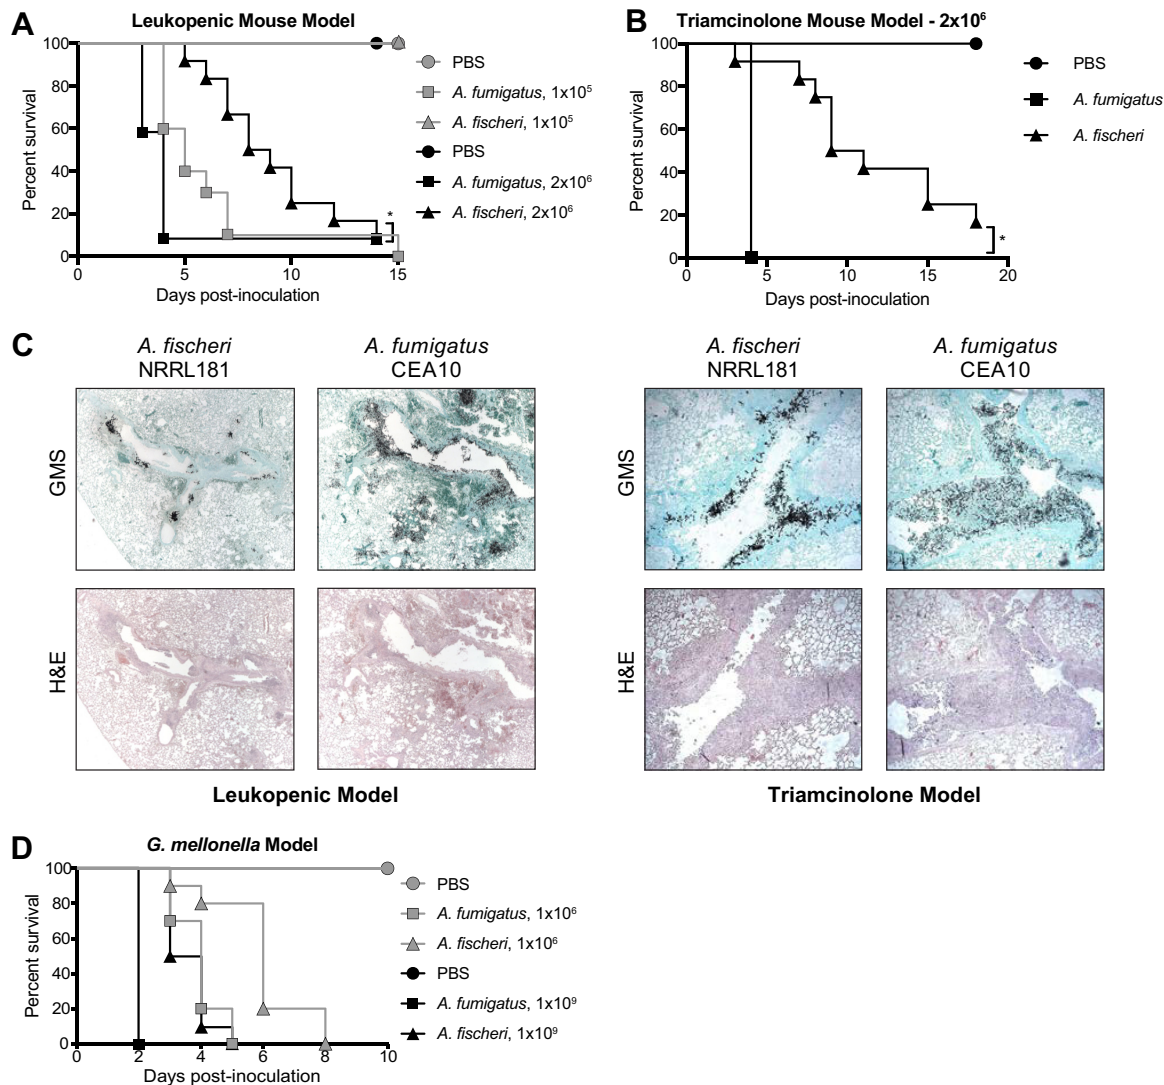 A
Leukopenic Mouse Model
Percent survival
100
80
60
40
20
0
0 5 10 15
Days post-inoculation
*
PBS
A. fumigatus, 1x10⁵
A. fischeri, 1x10⁵
PBS
A. fumigatus, 2x10⁶
A. fischeri, 2x10⁶
B
Triamcinolone Mouse Model - 2x10⁶
Percent survival
100
80
60
40
20
0
0 5 10 15 20
Days post-inoculation
*
PBS
A. fumigatus
A. fischeri
C
A. fischeri
NRRL181
A. fumigatus
CEA10
A. fischeri
NRRL181
A. fumigatus
CEA10
GMS
GMS
H&E
H&E
Leukopenic Model
Triamcinolone Model
D
G. mellonella Model
Percent survival
100
80
60
40
20
0
0 2 4 6 8 10
Days post-inoculation
PBS
A. fumigatus, 1x10⁶
A. fischeri, 1x10⁶
PBS
A. fumigatus, 1x10⁹
A. fischeri, 1x10⁹